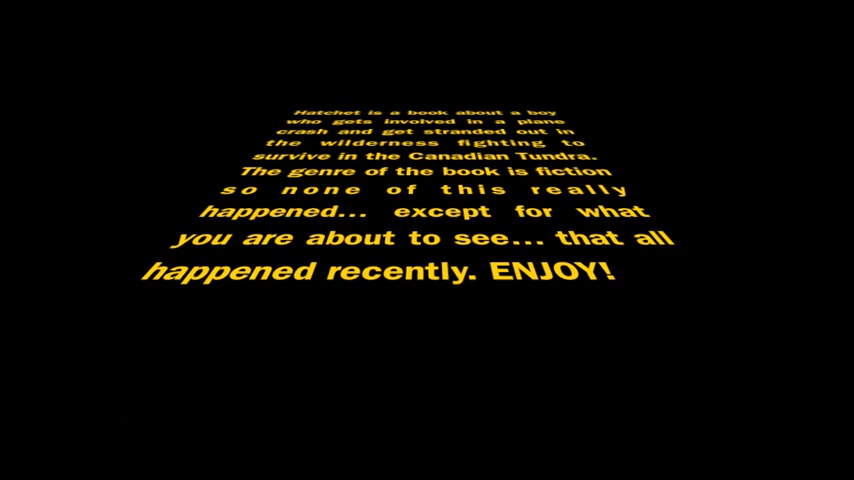 Hatchet is a book about a boy
who gets involved in a plane
crash and get stranded out in
the wilderness fighting to
survive in the Canadian Tundra.
The genre of the book is fiction
so none of this really
happened... except for what
you are about to see... that all
happened recently. ENJOY!